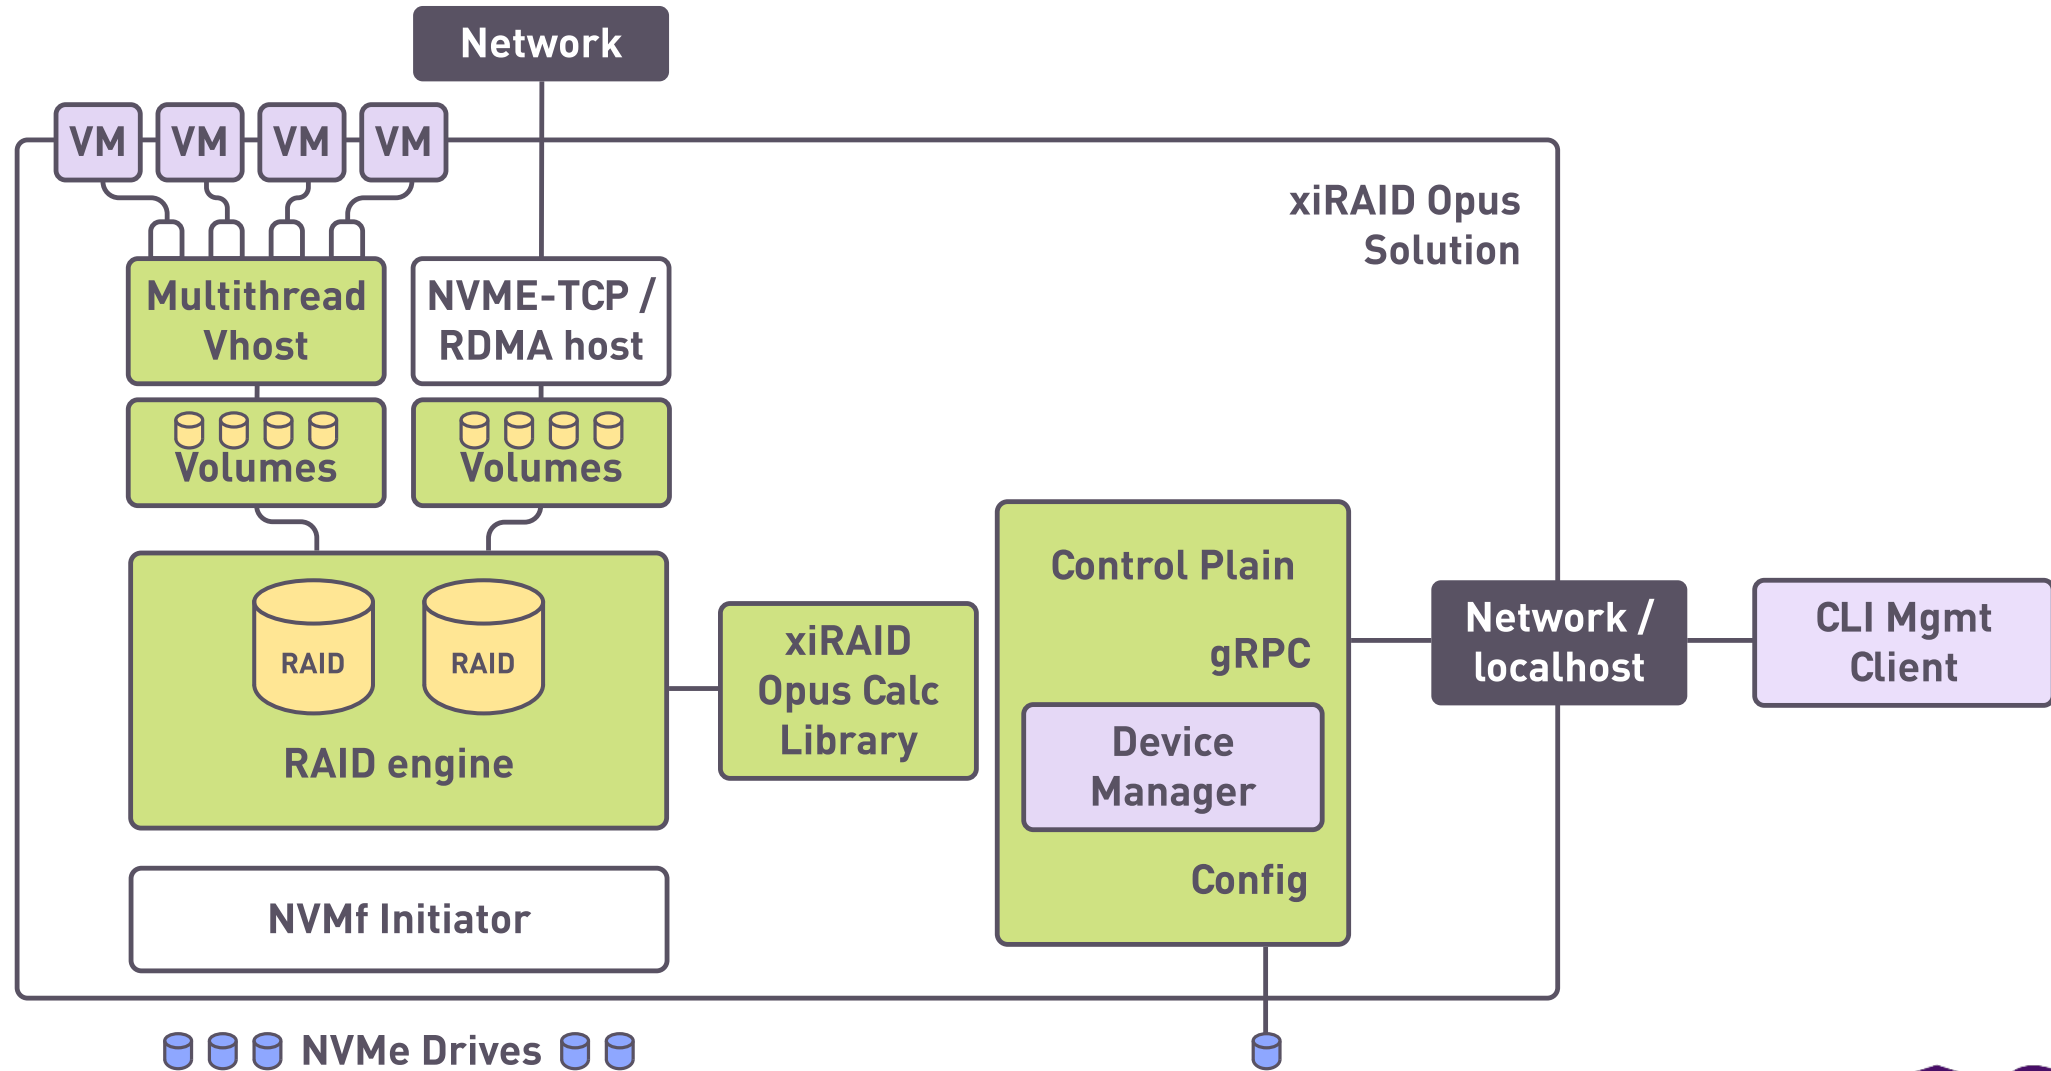 Network
VM VM VM VM
xiRAID Opus
Solution
Multithread
Vhost
NVME-TCP /
RDMA host
Volumes
Volumes
RAID
RAID
RAID engine
xiRAID
Opus Calc
Library
Control Plain
gRPC
Device
Manager
Config
Network /
localhost
CLI Mgmt
Client
NVMf Initiator
NVMe Drives